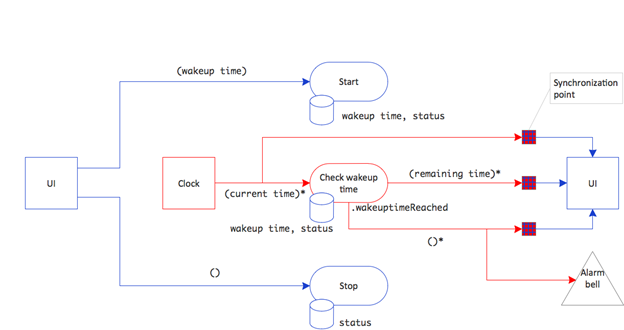 (wakeup time)
Start
Synchronization
point
wakeup time, status
UI
Clock
Check wakeup
time
(remaining time)*
UI
(current time)*
.wakeuptimeReached
wakeup time, status
()*
()
Stop
Alarm
bell
status